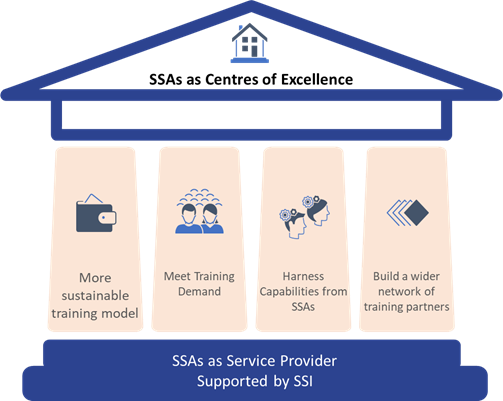 SSAs as Centres of Excellence
More
sustainable
training model
Meet Training
Demand
Harness
Capabilities from
SSAs
Build a wider
network of
training partners
SSAs as Service Provider
Supported by SSI